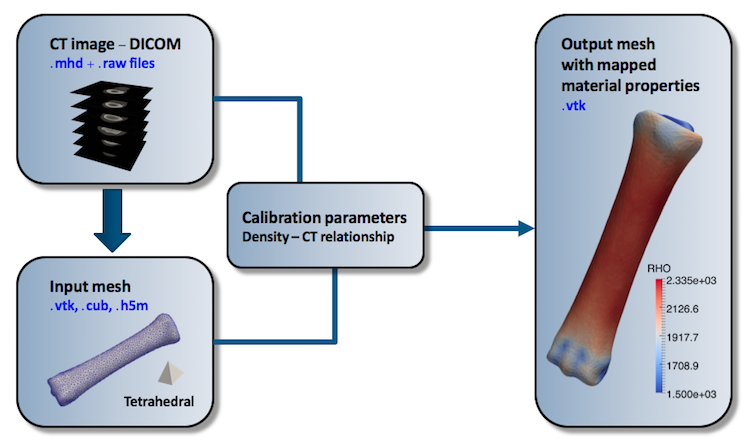 CT image – DICOM
.mhd + .raw files
Input mesh
.vtk, .cub, .h5m
Tetrahedral
Calibration parameters
Density – CT relationship
Output mesh
with mapped
material properties
.vtk
RHO
2.335e+03
2126.6
1917.7
1708.9
1.500e+03